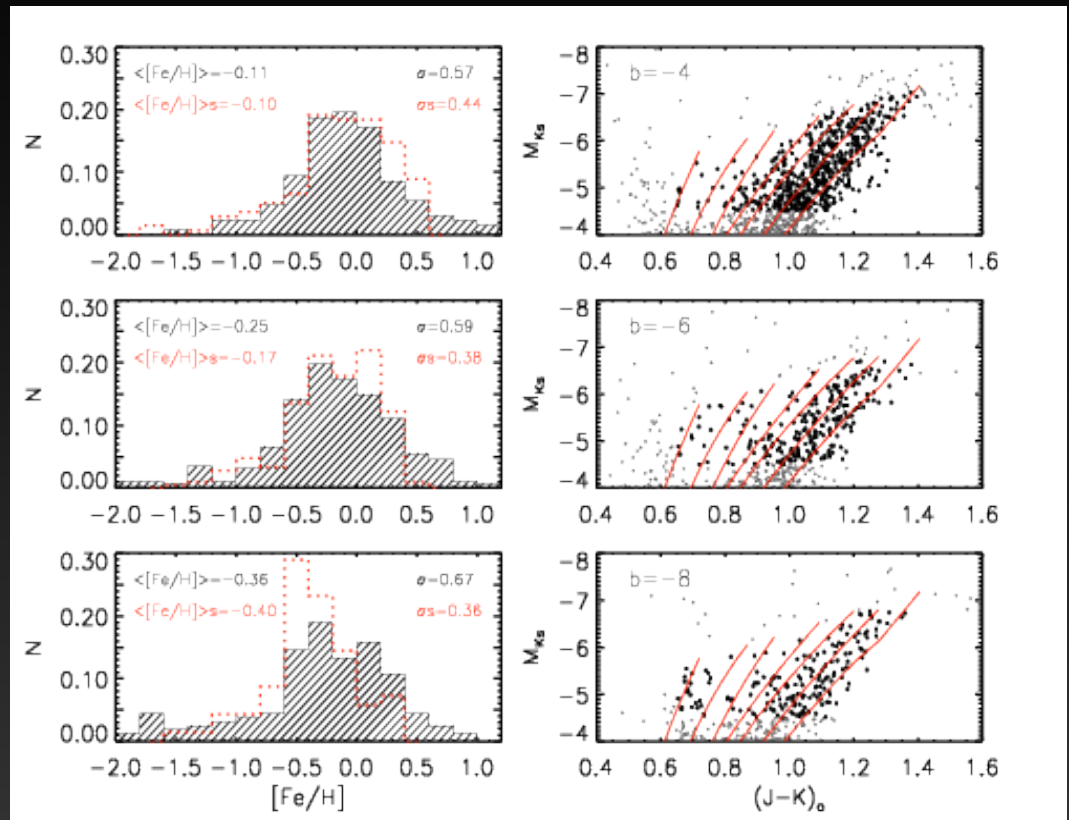 <[Fe/H]>=−0.11 σ=0.57
<[Fe/H]>s=−0.10 σs=0.44
0.30
0.20
0.10
0.00
N
−2.0 −1.5 −1.0 −0.5 0.0 0.5 1.0
b=−4
−8
−7
−6
−5
−4
M_Ks
0.4 0.6 0.8 1.0 1.2 1.4 1.6
<[Fe/H]>=−0.25 σ=0.59
<[Fe/H]>s=−0.17 σs=0.38
0.30
0.20
0.10
0.00
N
−2.0 −1.5 −1.0 −0.5 0.0 0.5 1.0
b=−6
−8
−7
−6
−5
−4
M_Ks
0.4 0.6 0.8 1.0 1.2 1.4 1.6
<[Fe/H]>=−0.36 σ=0.67
<[Fe/H]>s=−0.40 σs=0.36
0.30
0.20
0.10
0.00
N
−2.0 −1.5 −1.0 −0.5 0.0 0.5 1.0
[Fe/H]
b=−8
−8
−7
−6
−5
−4
M_Ks
0.4 0.6 0.8 1.0 1.2 1.4 1.6
(J−K)₀